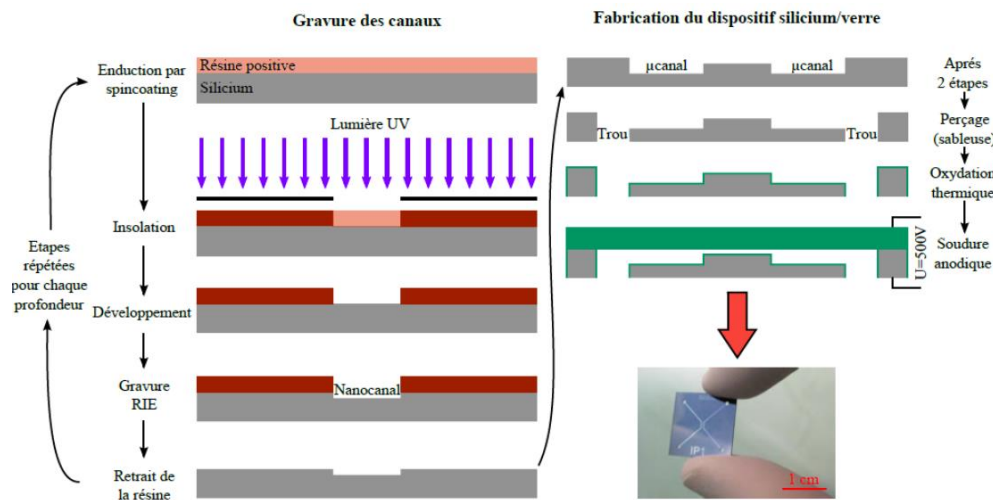 Gravure des canaux
Enduction par
spincoating
Résine positive
Silicium
Lumière UV
Insolation
Etapes
répétées
pour chaque
profondeur
Développement
Gravure
RIE
Nanocanal
Retrait de
la résine
Fabrication du dispositif silicium/verre
µcanal
µcanal
Aprés
2 étapes
Trou
Trou
Perçage
(sableuse)
Oxydation
thermique
U=500V
Soudure
anodique
IP1
1 cm